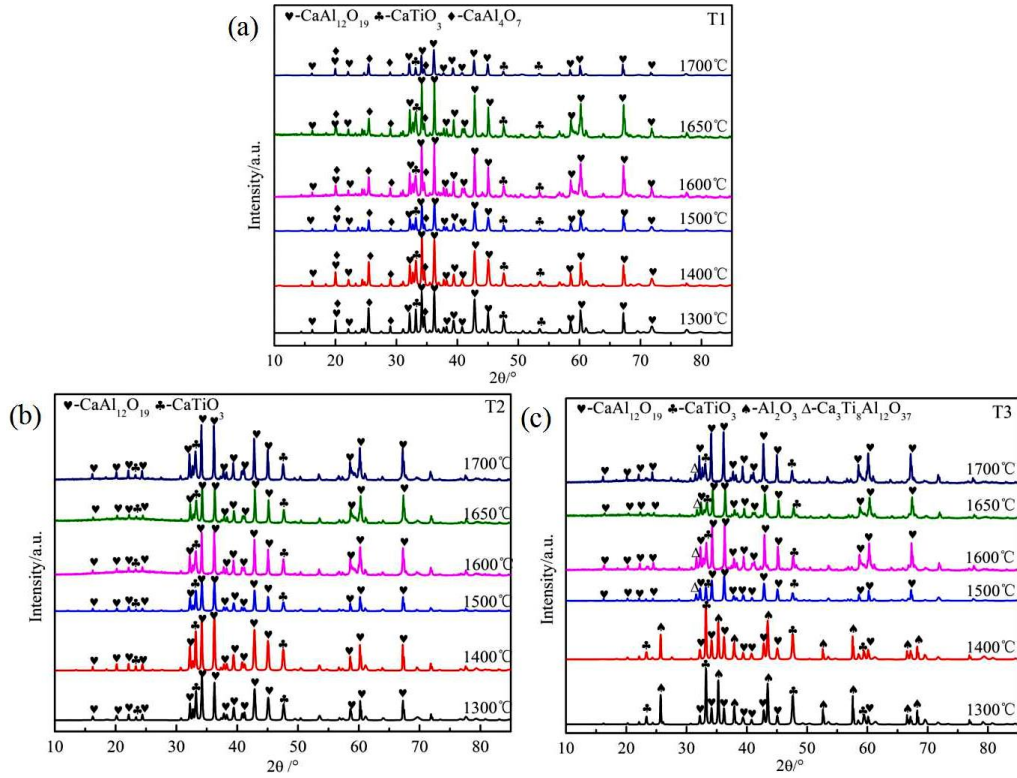 (a)
♥-CaAl₁₂O₁₉ ♣-CaTiO₃ ♦-CaAl₄O₇
T1
1700℃
1650℃
1600℃
1500℃
1400℃
1300℃
Intensity/a.u.
10 20 30 40 50 60 70 80
2θ/°
(b)
♥-CaAl₁₂O₁₉ ♣-CaTiO₃
T2
1700℃
1650℃
1600℃
1500℃
1400℃
1300℃
Intensity/a.u.
10 20 30 40 50 60 70 80
2θ /°
(c)
♥-CaAl₁₂O₁₉ ♣-CaTiO₃ ♠-Al₂O₃ Δ-Ca₃Ti₈Al₁₂O₃₇
T3
1700℃
1650℃
1600℃
1500℃
1400℃
1300℃
Intensity/a.u.
10 20 30 40 50 60 70 80
2θ/°